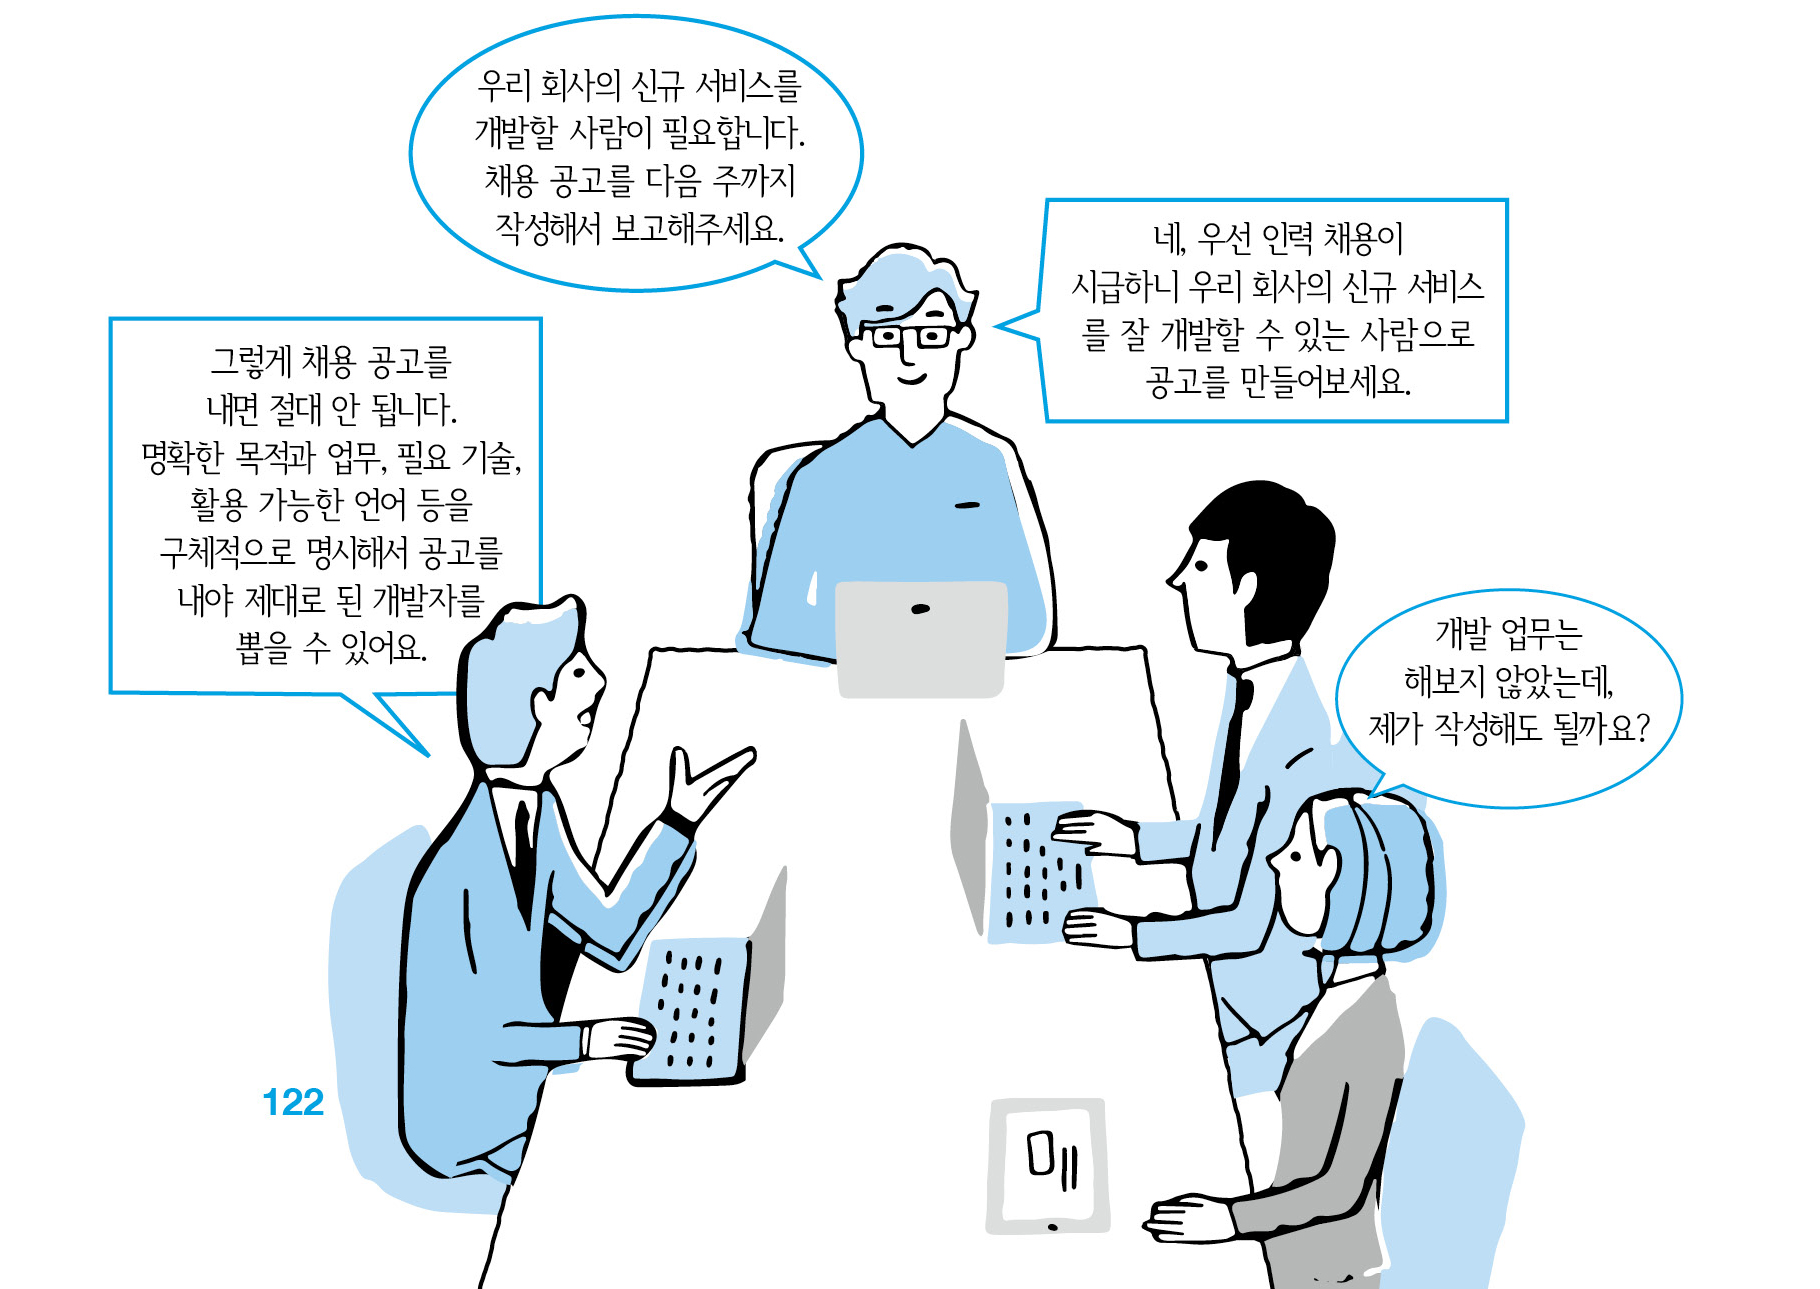 우리 회사의 신규 서비스를
개발할 사람이 필요합니다.
채용 공고를 다음 주까지
작성해서 보고해주세요.
개발 업무는
해보지 않았는데,
제가 작성해도 될까요?
네, 우선 인력 채용이
시급하니 우리 회사의 신규 서비스
를 잘 개발할 수 있는 사람으로
공고를 만들어보세요.
그렇게 채용 공고를
내면 절대 안 됩니다.
명확한 목적과 업무, 필요 기술,
활용 가능한 언어 등을
구체적으로 명시해서 공고를
내야 제대로 된 개발자를
뽑을 수 있어요.
122